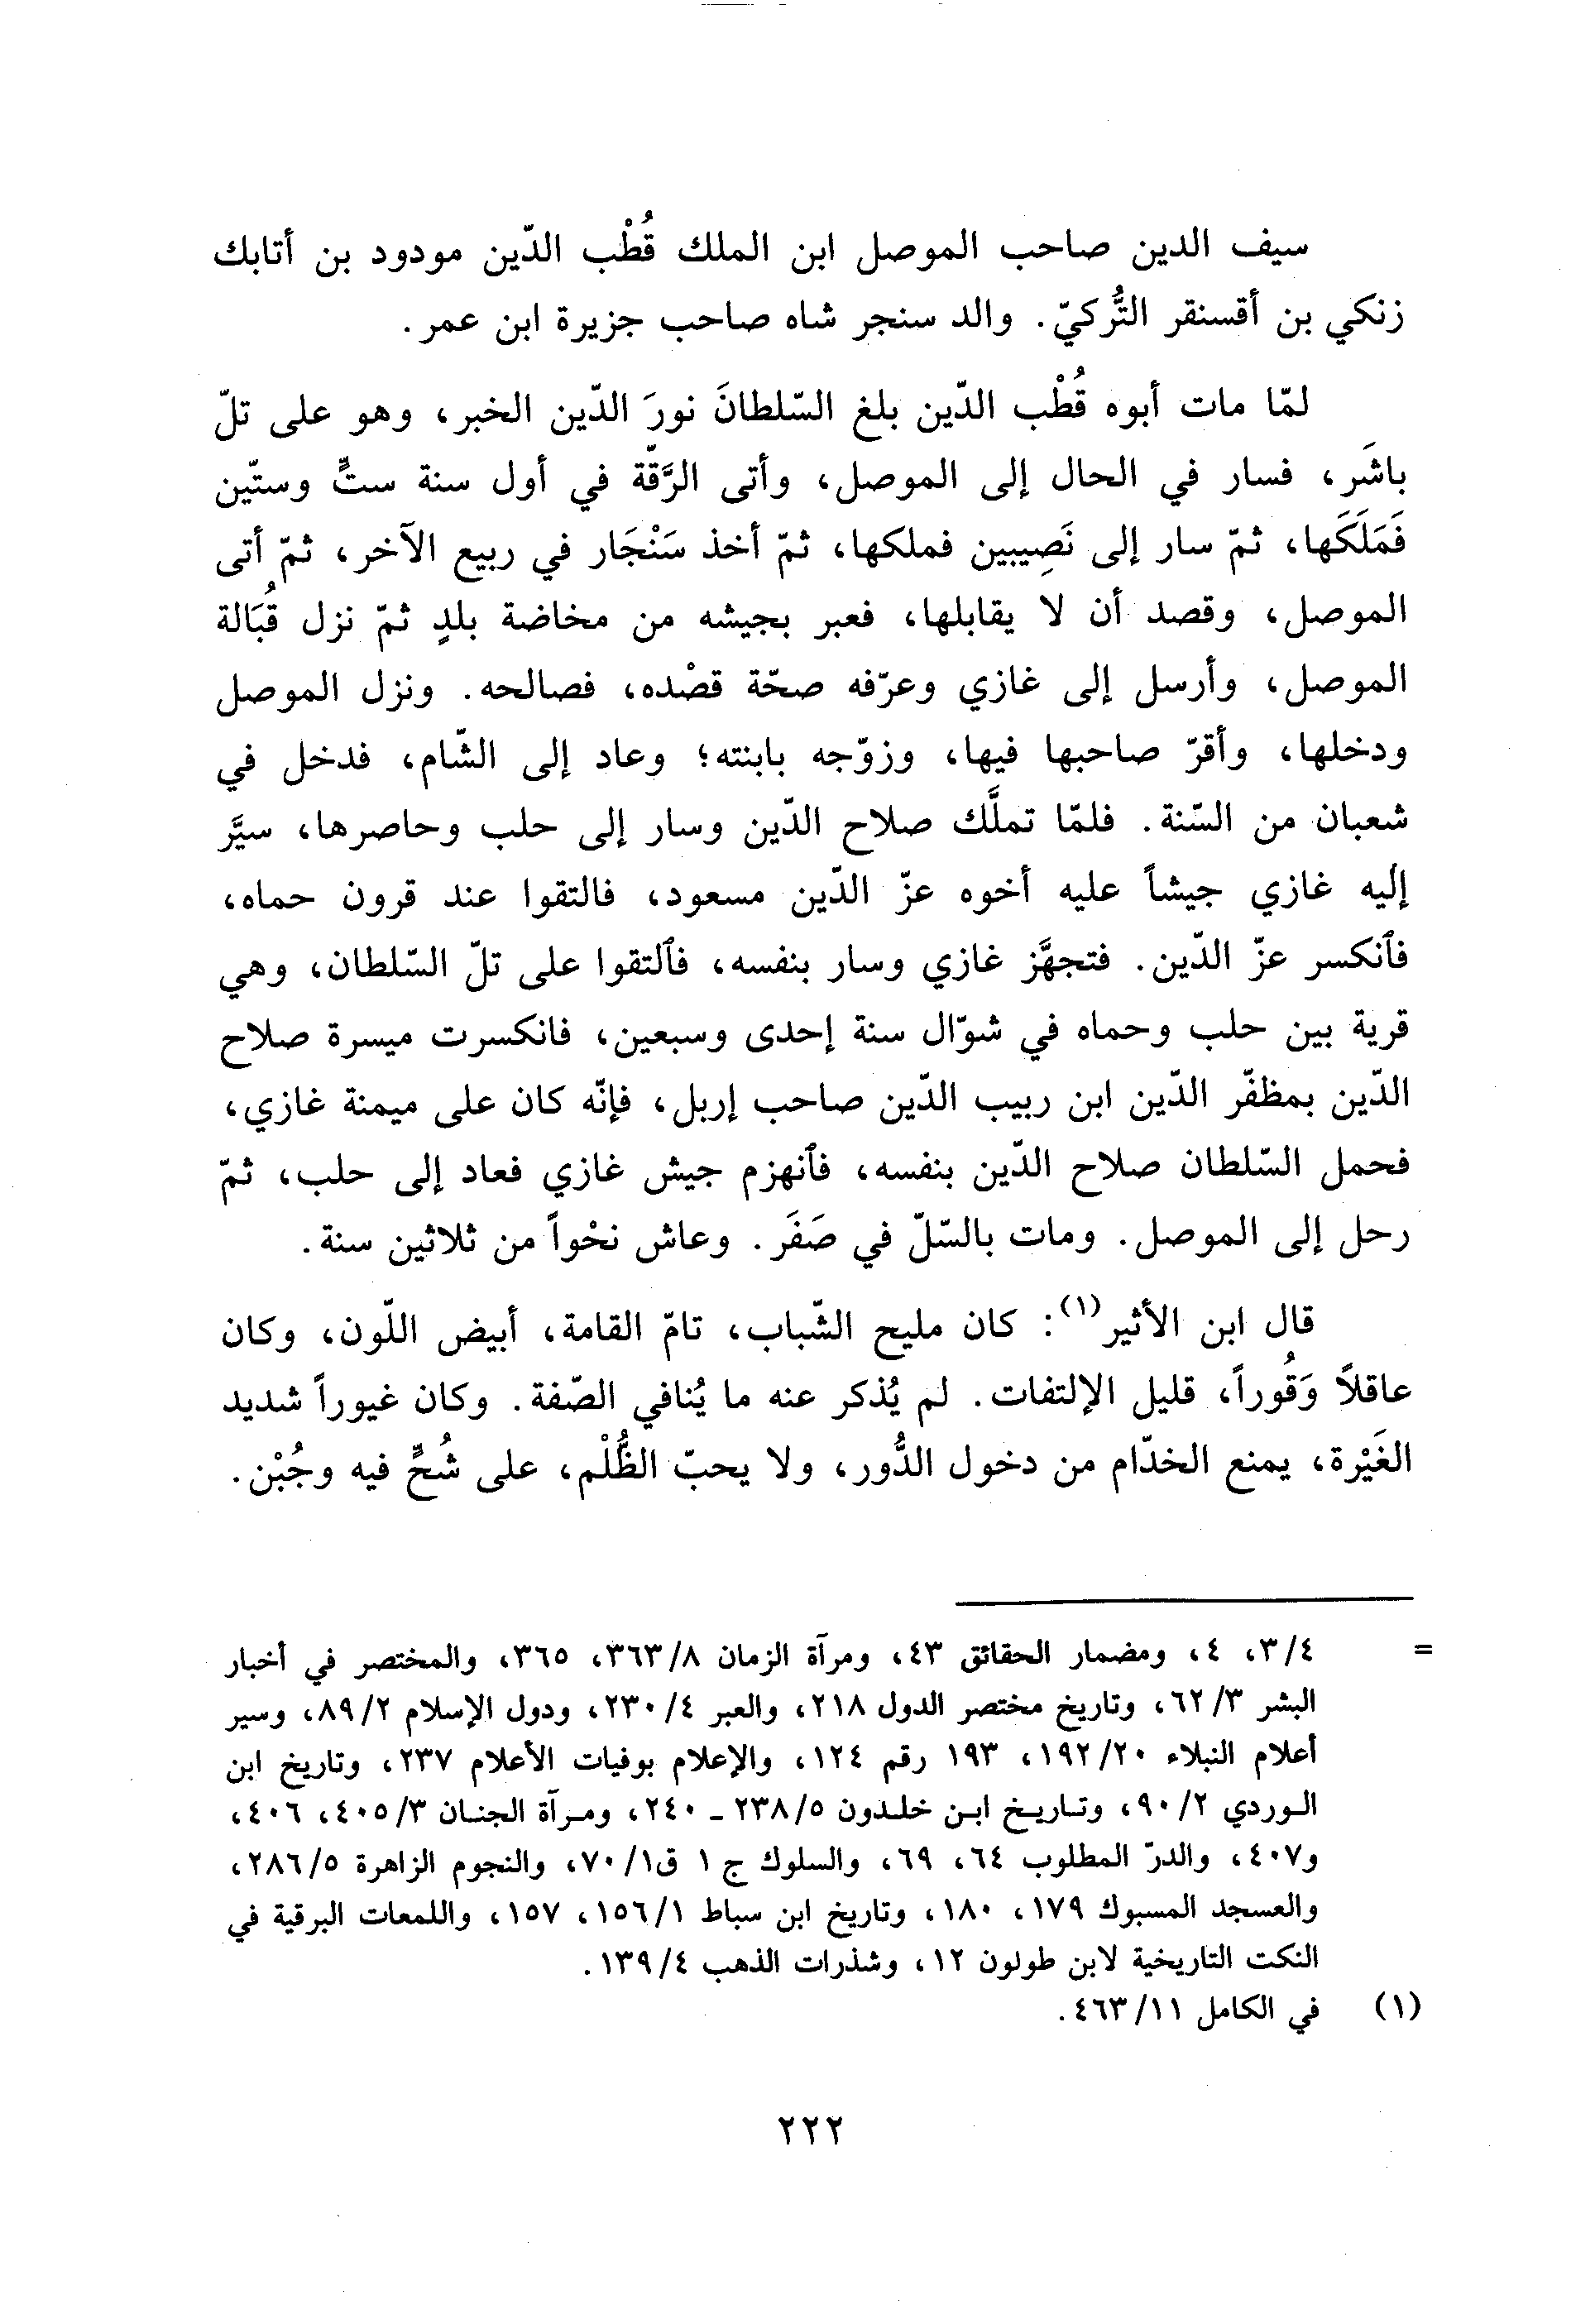 سيف الدين صاحب الموصل ابن الملك قُطْب الدّين مودود بن أتابك
زنكي بن أقسنقر التُّركيّ. والد سنجر شاه صاحب جزيرة ابن عمر.
لمّا مات أبوه قُطْب الدّين بلغ السّلطانَ نورَ الدّين الخبر، وهو على تلّ
باشَر، فسار في الحال إلى الموصل، وأتى الرَّقّة في أول سنة ستٍّ وستّين
فَمَلَكَها، ثمّ سار إلى نَصِيبين فملكها، ثمّ أخذ سَنْجَار في ربيع الآخر، ثمّ أتى
الموصل، وقصد أن لا يقابلها، فعبر بجيشه من مخاضة بلدٍ ثمّ نزل قُبَالة
الموصل، وأرسل إلى غازي وعرّفه صحّة قصْده، فصالحه. ونزل الموصل
ودخلها، وأقرّ صاحبها فيها، وزوّجه بابنته؛ وعاد إلى الشّام، فدخل في
شعبان من السّنة. فلمّا تملَّك صلاح الدّين وسار إلى حلب وحاصرها، سيَّر
إليه غازي جيشاً عليه أخوه عزّ الدّين مسعود، فالتقوا عند قرون حماه،
فٱنكسر عزّ الدّين. فتجهَّز غازي وسار بنفسه، فٱلتقوا على تلّ السّلطان، وهي
قرية بين حلب وحماه في شوّال سنة إحدى وسبعين، فانكسرت ميسرة صلاح
الدّين بمظفّر الدّين ابن ربيب الدّين صاحب إربل، فإنّه كان على ميمنة غازي،
فحمل السّلطان صلاح الدّين بنفسه، فٱنهزم جيش غازي فعاد إلى حلب، ثمّ
رحل إلى الموصل. ومات بالسّلّ في صَفَر. وعاش نحْواً من ثلاثين سنة.
قال ابن الأثير(١): كان مليح الشّباب، تامّ القامة، أبيض اللّون، وكان
عاقلاً وَقُوراً، قليل الإلتفات. لم يُذكر عنه ما يُنافي الصّفة. وكان غيوراً شديد
الغَيْرة، يمنع الخدّام من دخول الدُّور، ولا يحبّ الظُّلْم، على شُحٍّ فيه وجُبْن.
= ٣/٤، ٤، ومضمار الحقائق ٤٣، ومرآة الزمان ٣٦٣/٨، ٣٦٥، والمختصر في أخبار
البشر ٦٢/٣، وتاريخ مختصر الدول ٢١٨، والعبر ٢٣٠/٤، ودول الإسلام ٨٩/٢، وسير
أعلام النبلاء ١٩٢/٢٠، ١٩٣ رقم ١٢٤، والإعلام بوفيات الأعلام ٢٣٧، وتاريخ ابن
الوردي ٩٠/٢، وتاريخ ابن خلدون ٢٣٨/٥ ـ ٢٤٠، ومرآة الجنان ٤٠٥/٣، ٤٠٦،
و٤٠٧، والدرّ المطلوب ٦٤، ٦٩، والسلوك ج ١ ق٧٠/١، والنجوم الزاهرة ٢٨٦/٥،
والعسجد المسبوك ١٧٩، ١٨٠، وتاريخ ابن سباط ١٥٦/١، ١٥٧، واللمعات البرقية في
النكت التاريخية لابن طولون ١٢، وشذرات الذهب ١٣٩/٤.
(١) في الكامل ٤٦٣/١١.
٢٢٢